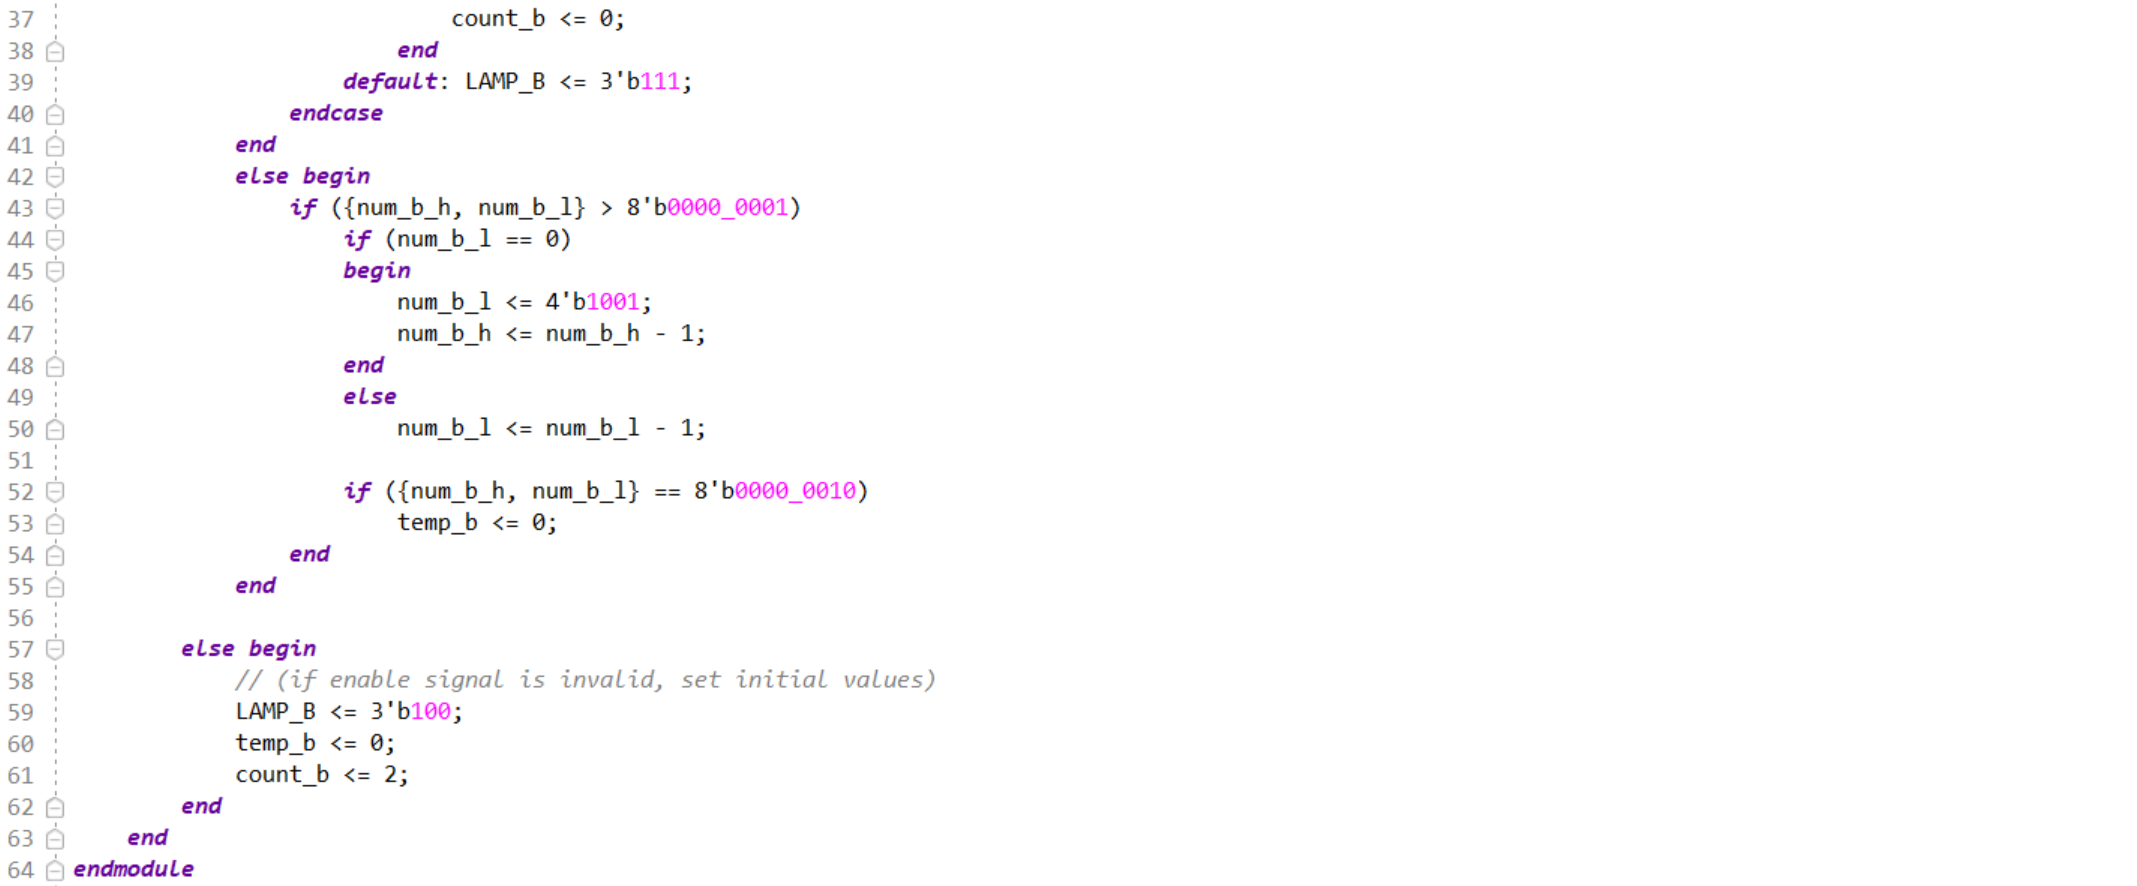 37 count_b <= 0;
38 end
39 default: LAMP_B <= 3'b111;
40 endcase
41 end
42 else begin
43 if ({num_b_h, num_b_l} > 8'b0000_0001)
44 if (num_b_l == 0)
45 begin
46 num_b_l <= 4'b1001;
47 num_b_h <= num_b_h - 1;
48 end
49 else
50 num_b_l <= num_b_l - 1;
51
52 if ({num_b_h, num_b_l} == 8'b0000_0010)
53 temp_b <= 0;
54 end
55 end
56
57 else begin
58 // (if enable signal is invalid, set initial values)
59 LAMP_B <= 3'b100;
60 temp_b <= 0;
61 count_b <= 2;
62 end
63 end
64 endmodule